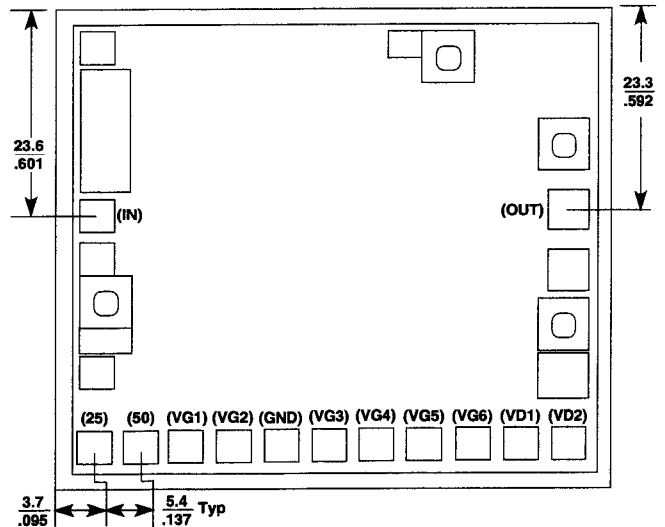 23.6
.601
23.3
.592
(IN)
(OUT)
(25) (50) (VG1) (VG2) (GND) (VG3) (VG4) (VG5) (VG6) (VD1) (VD2)
3.7
.095
5.4 Typ
.137